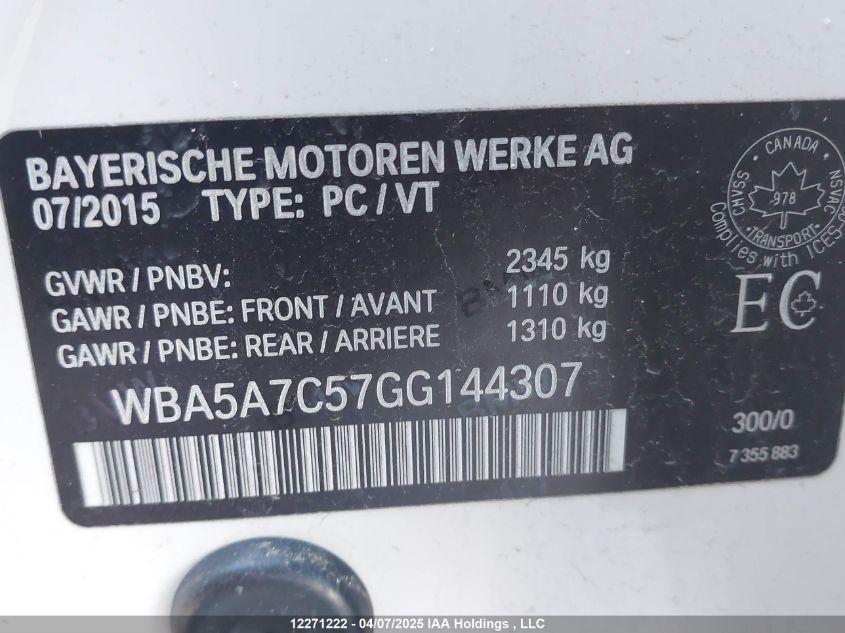 BAYERISCHE MOTOREN WERKE AG
07/2015 TYPE: PC / VT
GVWR / PNBV: 2345 kg
GAWR / PNBE: FRONT / AVANT 1110 kg
GAWR / PNBE: REAR / ARRIERE 1310 kg
WBA5A7C57GG144307
300/0
7 355 883
CANADA
CMVSS
NSVAC
978
TRANSPORT
Complies with ICES-
EC
12271222 - 04/07/2025 IAA Holdings , LLC